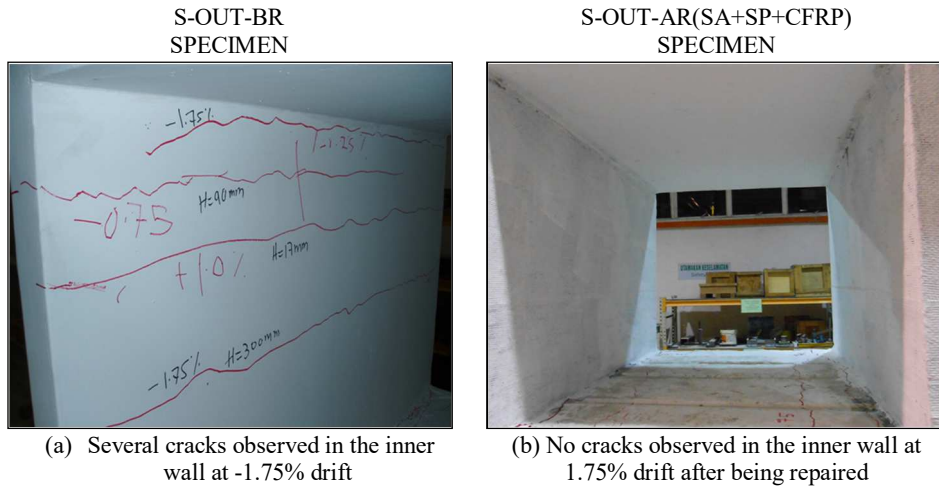 S-OUT-BR
SPECIMEN
S-OUT-AR(SA+SP+CFRP)
SPECIMEN
-1.75%
-1.25%
-0.75
H=90mm
+1.0%
H=17mm
-1.75%
H=300mm
UTAMAKAN KESELAMATAN
(a) Several cracks observed in the inner
wall at -1.75% drift
(b) No cracks observed in the inner wall at
1.75% drift after being repaired